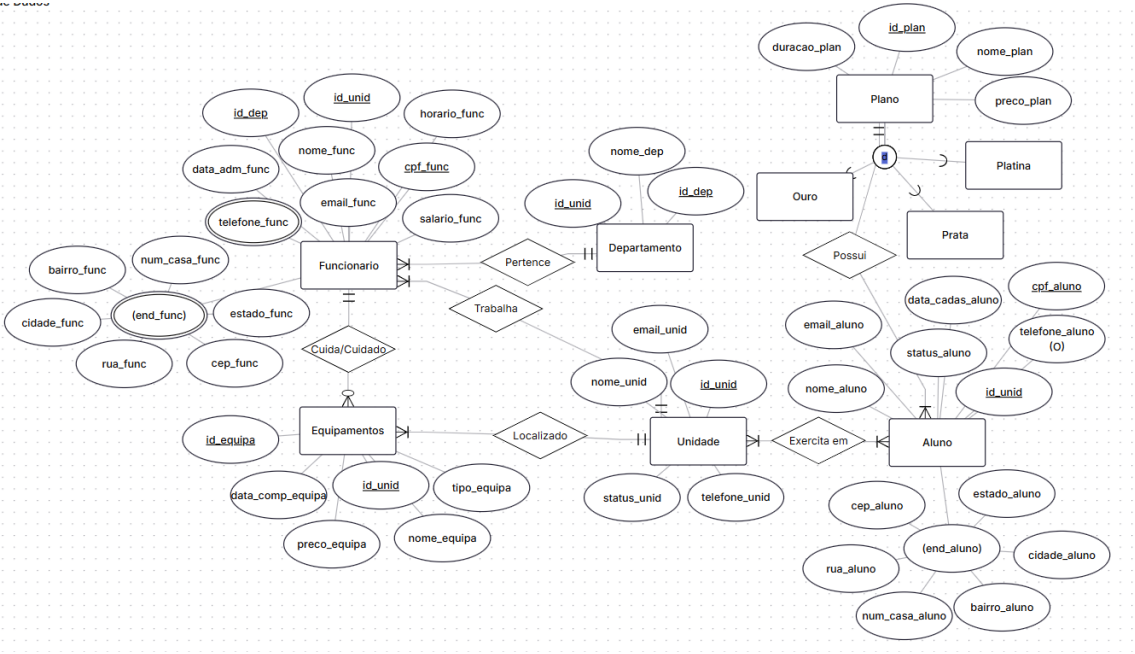 de Dados
id_plan
duracao_plan
nome_plan
Plano
preco_plan
d
Ouro
Platina
Prata
Possui
id_dep
id_unid
horario_func
nome_func
data_adm_func
cpf_func
email_func
telefone_func
salario_func
Funcionario
num_casa_func
bairro_func
(end_func)
estado_func
cidade_func
rua_func
cep_func
nome_dep
id_unid
id_dep
Departamento
Pertence
Trabalha
Cuida/Cuidado
Equipamentos
id_equipa
data_comp_equipa
id_unid
tipo_equipa
preco_equipa
nome_equipa
Localizado
email_unid
nome_unid
id_unid
Unidade
status_unid
telefone_unid
Exercita em
cpf_aluno
data_cadas_aluno
email_aluno
telefone_aluno
(O)
status_aluno
nome_aluno
id_unid
Aluno
cep_aluno
estado_aluno
(end_aluno)
cidade_aluno
rua_aluno
num_casa_aluno
bairro_aluno